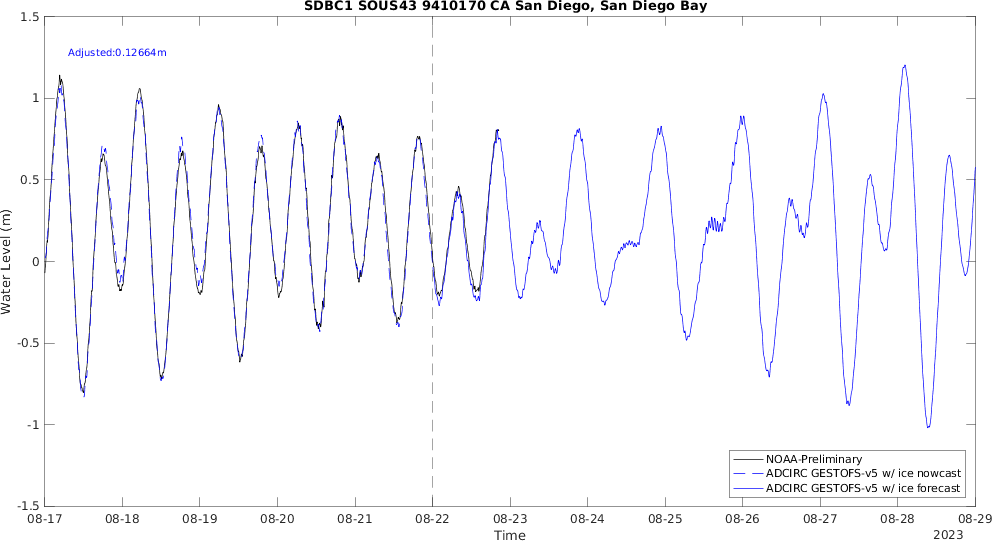 SDBC1 SOUS43 9410170 CA San Diego, San Diego Bay
Adjusted:0.12664m
1.5
1
0.5
0
-0.5
-1
-1.5
Water Level (m)
NOAA-Preliminary
ADCIRC GESTOFS-v5 w/ ice nowcast
ADCIRC GESTOFS-v5 w/ ice forecast
08-17 08-18 08-19 08-20 08-21 08-22 08-23 08-24 08-25 08-26 08-27 08-28 08-29
Time
2023